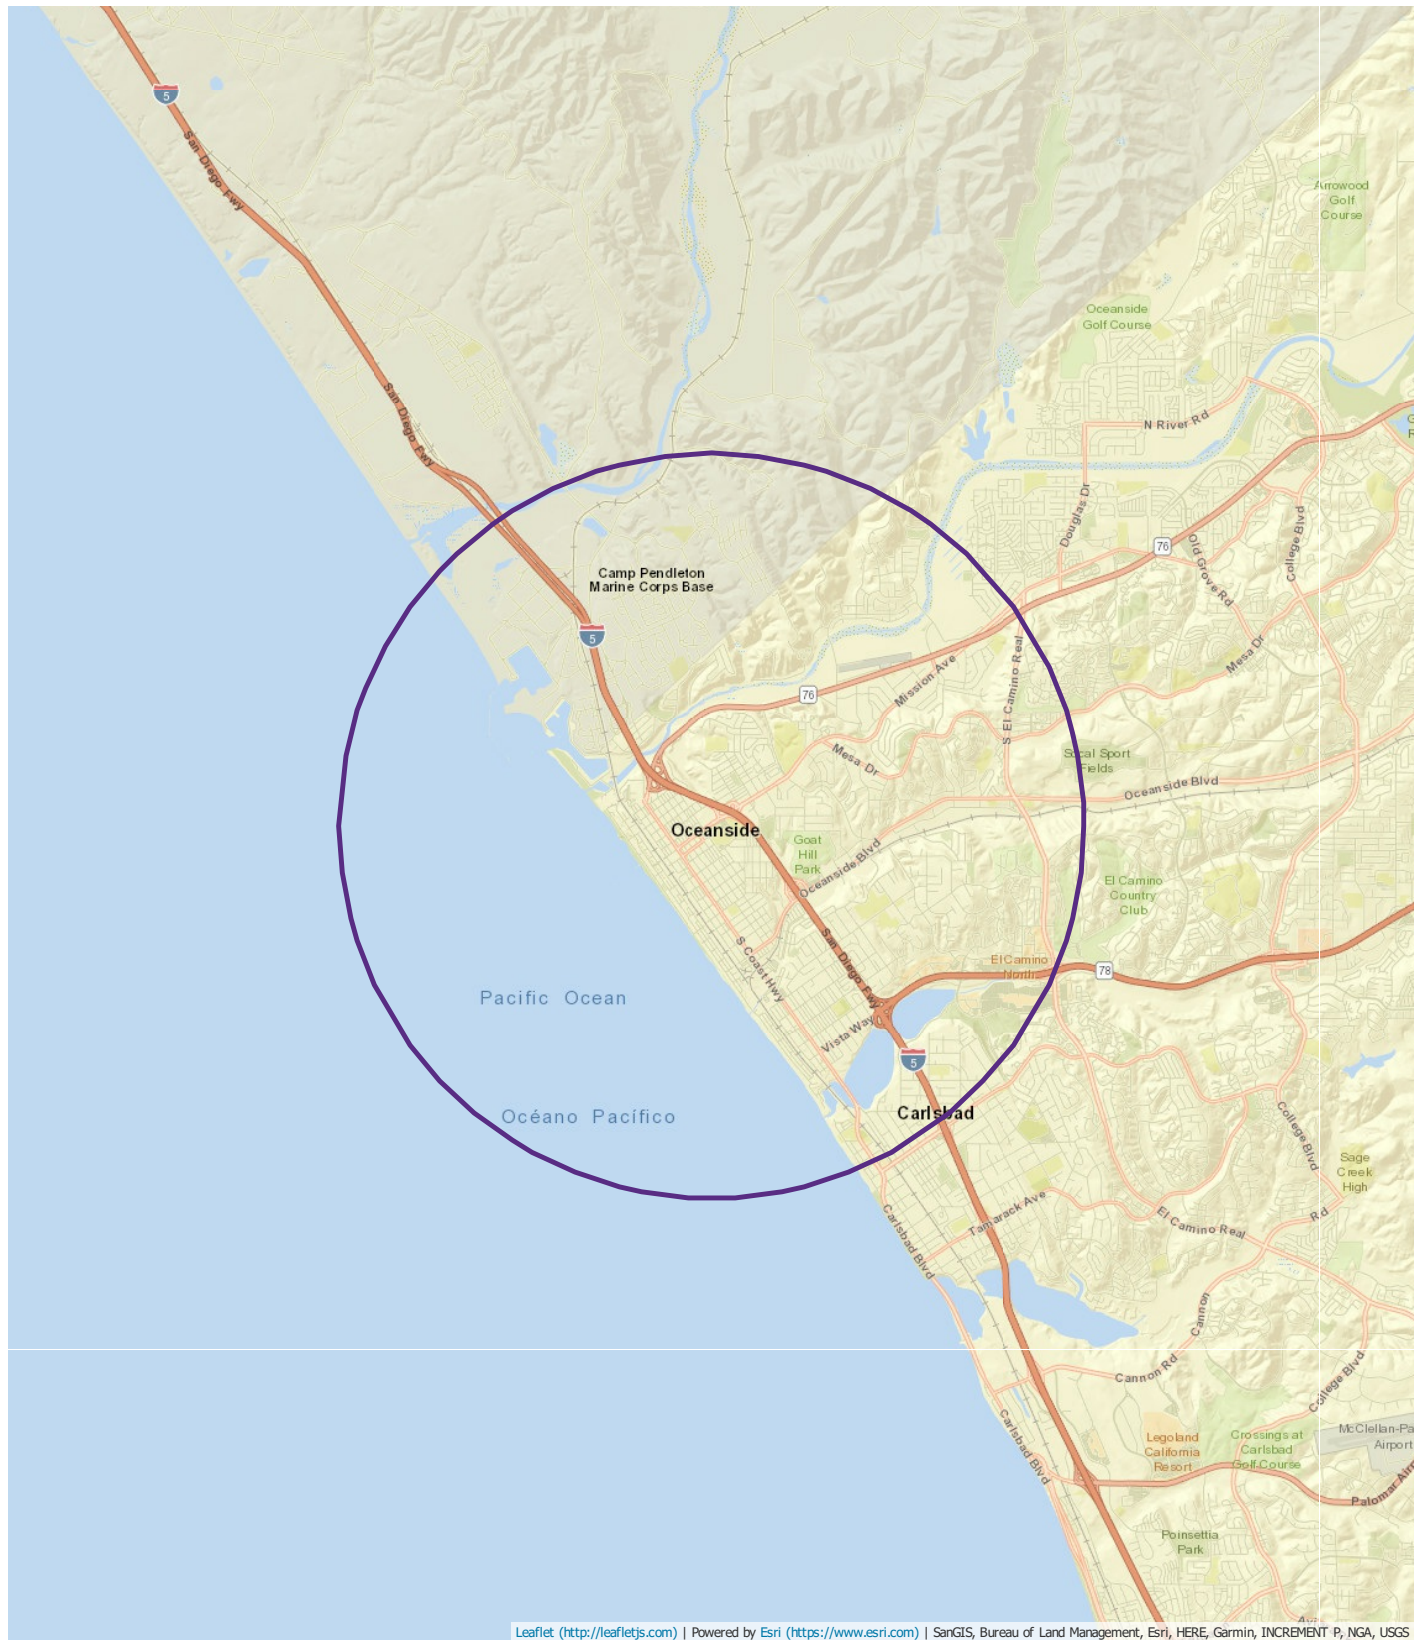 5
San Diego Fwy
Arrowood
Golf
Course
Oceanside
Golf Course
San Diego Fwy
N River Rd
G
F
Douglas Dr
College Blvd
76
Old Grove Rd
Camp Pendleton
Marine Corps Base
5
Mesa Dr
S El Camino Real
Mission Ave
76
Mesa Dr
Socal Sport
Fields
Oceanside Blvd
Oceanside
Goat
Hill
Park
Oceanside Blvd
El Camino
Country
Club
S Coast Hwy
San Diego Fwy
El Camino
North
78
Pacific Ocean
Vista Way
5
Océano Pacífico
Carlsbad
College Blvd
Sage
Creek
High
Tamarack Ave
El Camino Real
Rd
Carlsbad Blvd
Cannon
Cannon Rd
College Blvd
Carlsbad Blvd
Legoland
California
Resort
Crossings at
Carlsbad
Golf Course
McClellan-Pa
Airport
Palomar Airp
Poinsettia
Park
Avi
Leaflet (http://leafletjs.com) | Powered by Esri (https://www.esri.com) | SanGIS, Bureau of Land Management, Esri, HERE, Garmin, INCREMENT P, NGA, USGS